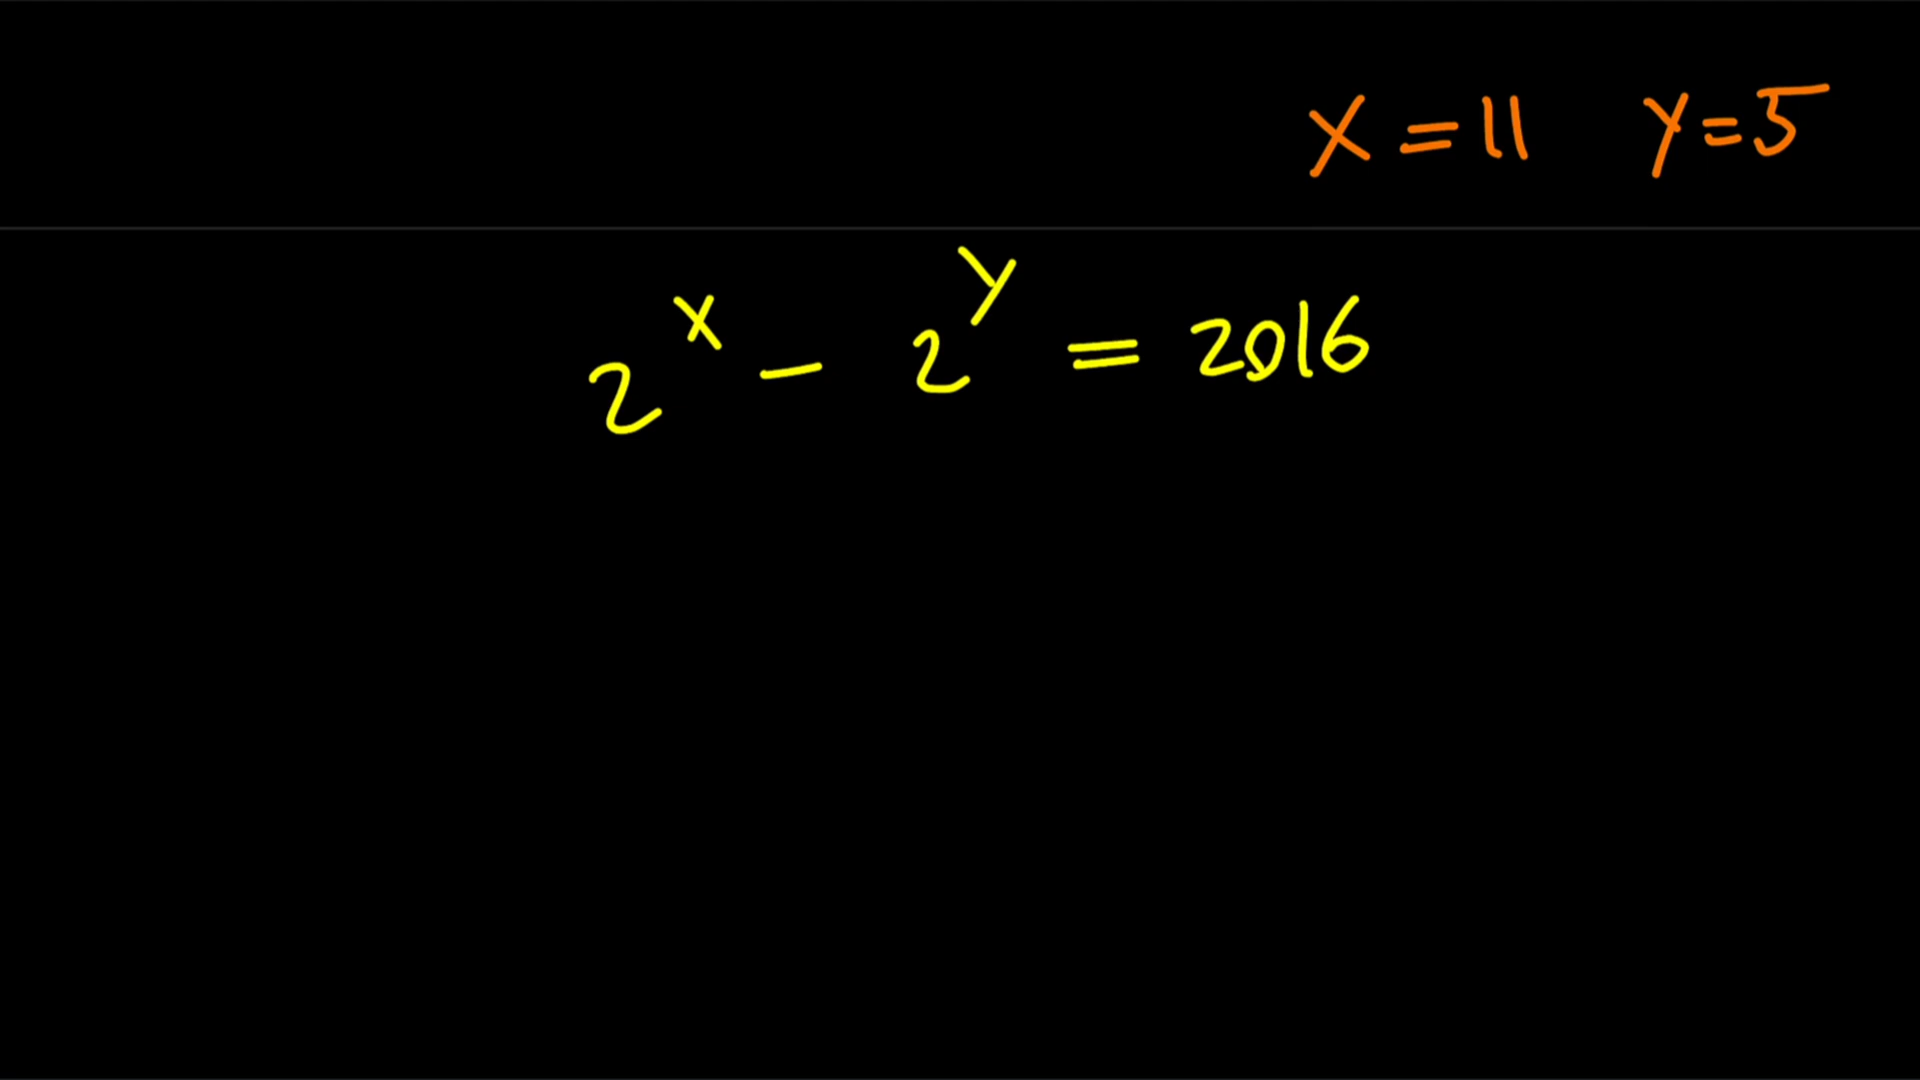 x = 11 y = 5
2^x - 2^y = 2016